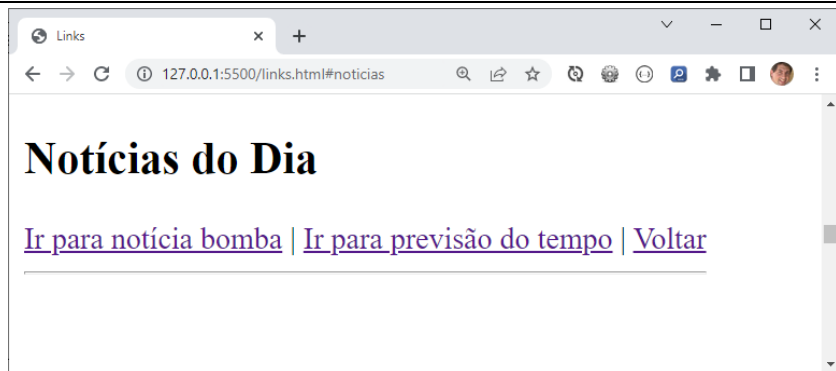 Links
127.0.0.1:5500/links.html#noticias
Notícias do Dia
Ir para notícia bomba | Ir para previsão do tempo | Voltar